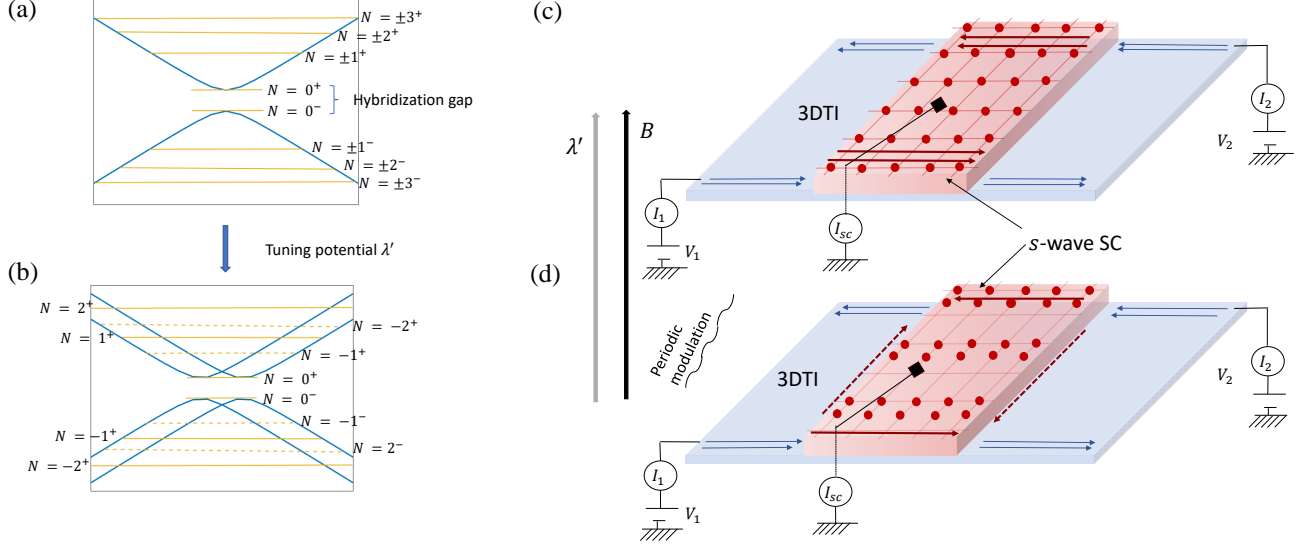 (a)
N = ±3⁺
N = ±2⁺
N = ±1⁺
N = 0⁺
N = 0⁻
Hybridization gap
N = ±1⁻
N = ±2⁻
N = ±3⁻
Tuning potential λ′
(b)
N = 2⁺
N = 1⁺
N = −2⁺
N = −1⁺
N = 0⁺
N = 0⁻
N = −1⁻
N = −1⁺
N = 2⁻
N = −2⁺
λ′
B
(c)
3DTI
I₁
V₁
I_sc
I₂
V₂
s-wave SC
(d)
Periodic
modulation
3DTI
I₁
V₁
I_sc
I₂
V₂